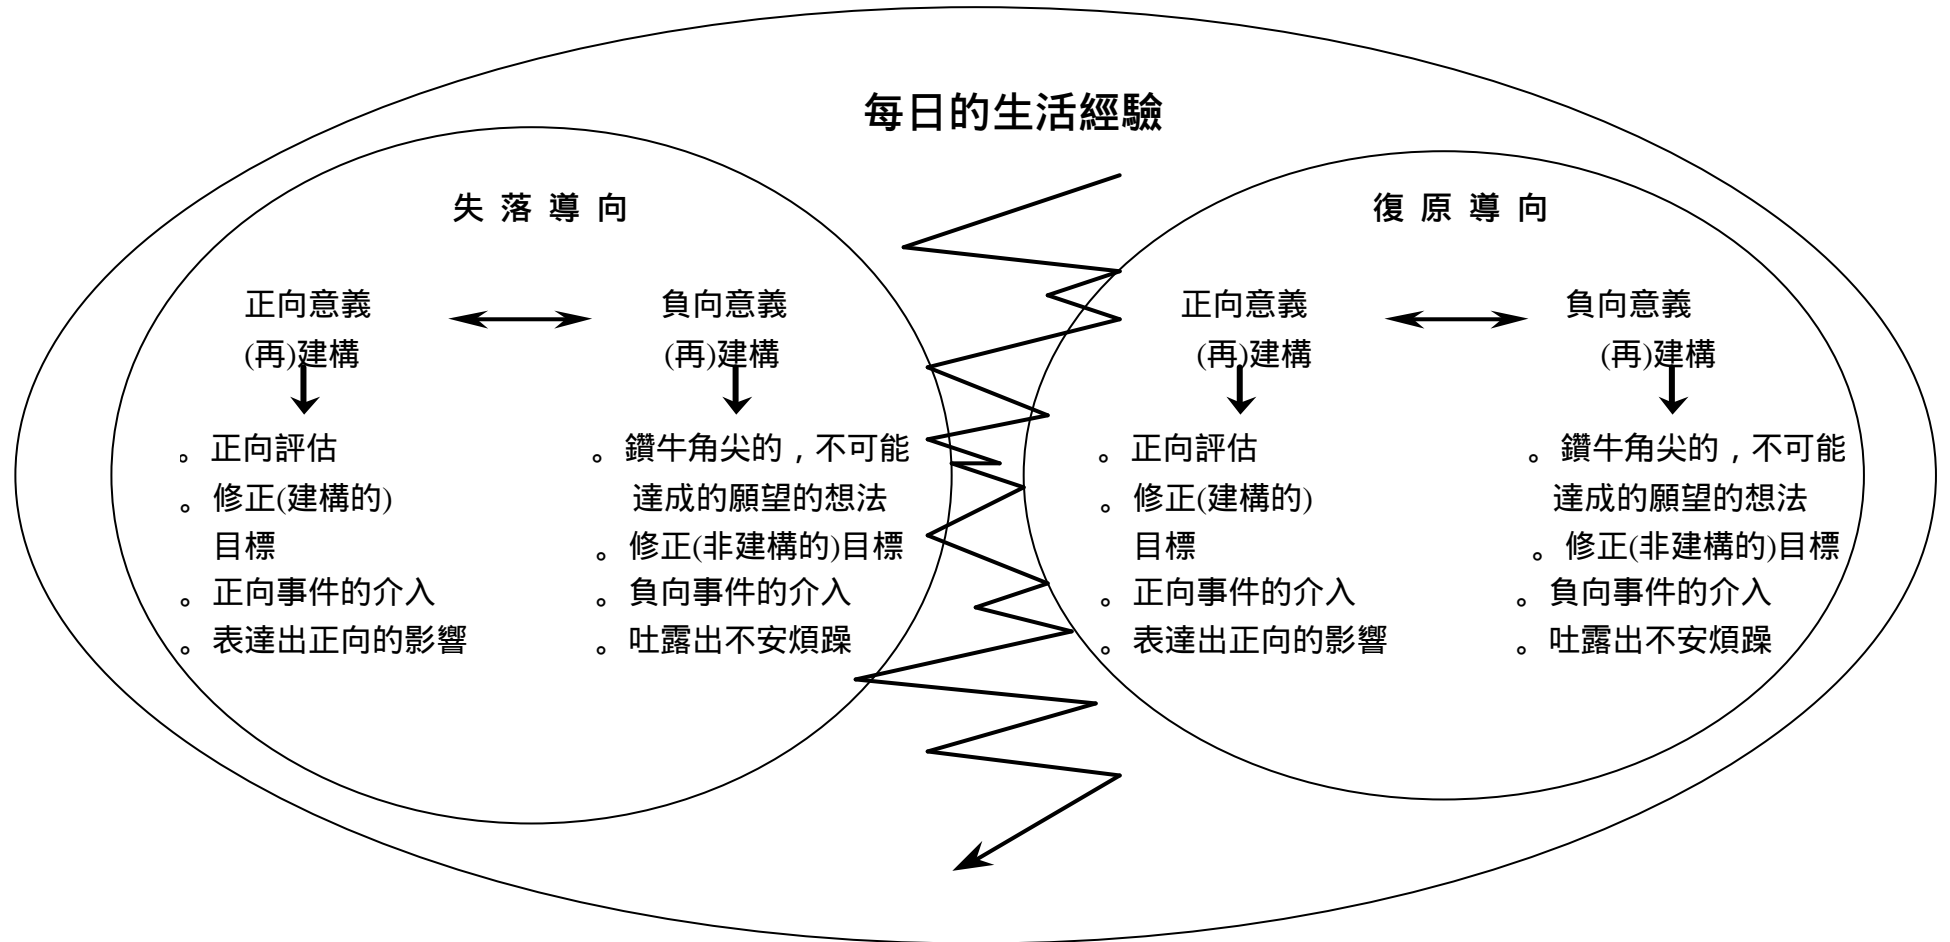 每日的生活經驗
失落導向
正向意義
(再)建構
負向意義
(再)建構
。正向評估
。修正(建構的)
目標
。正向事件的介入
。表達出正向的影響
。鑽牛角尖的，不可能
達成的願望的想法
。修正(非建構的)目標
。負向事件的介入
。吐露出不安煩躁
復原導向
正向意義
(再)建構
負向意義
(再)建構
。正向評估
。修正(建構的)
目標
。正向事件的介入
。表達出正向的影響
。鑽牛角尖的，不可能
達成的願望的想法
。修正(非建構的)目標
。負向事件的介入
。吐露出不安煩躁